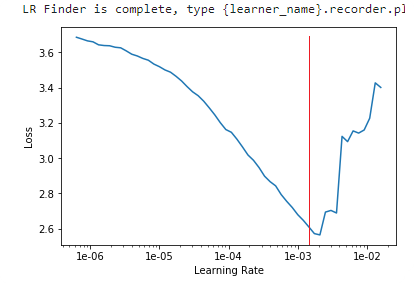 LR Finder is complete, type {learner_name}.recorder.pl
3.6
3.4
3.2
3.0
2.8
2.6
Loss
1e-06 1e-05 1e-04 1e-03 1e-02
Learning Rate